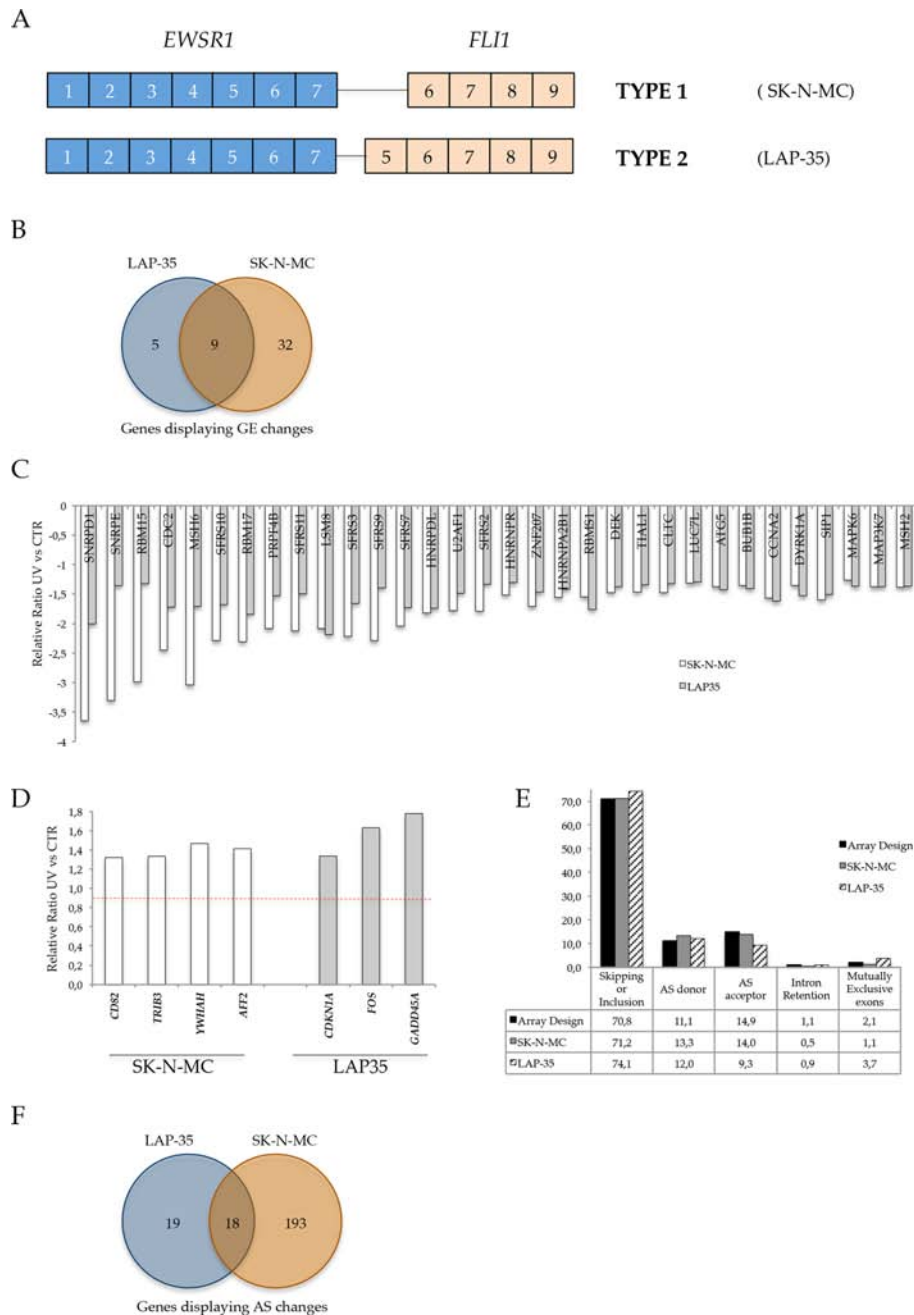 A
EWSR1 FLI1
1 2 3 4 5 6 7 6 7 8 9 TYPE 1 ( SK-N-MC)
1 2 3 4 5 6 7 5 6 7 8 9 TYPE 2 (LAP-35)
B
LAP-35 SK-N-MC
5 9 32
Genes displaying GE changes
C
Relative Ratio UV vs CTR
0
-0,5
-1
-1,5
-2
-2,5
-3
-3,5
-4
SNRPD1
SNRPE
RBM15
CDC2
MSH6
SFRS10
RBM17
PRPF4B
SFRS11
LSM8
SFRS3
SFRS9
SFRS7
HNRPDL
U2AF1
SFRS2
HNRNPR
ZNF207
HNRNPA2B1
RBMS1
DEK
TIAL1
CLTC
LUC7L
ATG5
BUB1B
CCNA2
DYRK1A
SIP1
MAPK6
MAP3K7
MSH2
SK-N-MC
LAP35
D
Relative Ratio UV vs CTR
1,8
1,6
1,4
1,2
1,0
0,8
0,6
0,4
0,2
0,0
CD82
TRIB3
YWHAH
AFF2
CDKN1A
FOS
GADD45A
SK-N-MC LAP35
E
70,0
60,0
50,0
40,0
30,0
20,0
10,0
0,0
Array Design
SK-N-MC
LAP-35
Skipping or Inclusion AS donor AS acceptor Intron Retention Mutually Exclusive exons
Array Design 70,8 11,1 14,9 1,1 2,1
SK-N-MC 71,2 13,3 14,0 0,5 1,1
LAP-35 74,1 12,0 9,3 0,9 3,7
F
LAP-35 SK-N-MC
19 18 193
Genes displaying AS changes